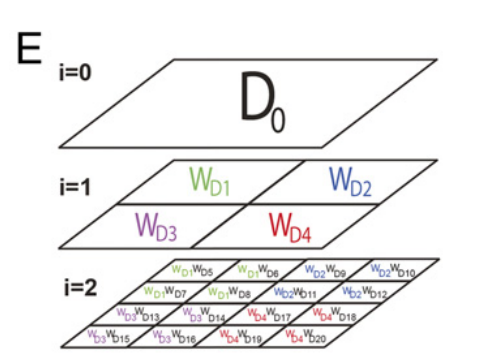 E
i=0
D0
i=1
WD1 WD2
WD3 WD4
i=2
WD1WD5 WD1WD6 WD2WD9 WD2WD10
WD1WD7 WD1WD8 WD2WD11 WD2WD12
WD3WD13 WD3WD14 WD4WD17 WD4WD18
WD3WD15 WD3WD16 WD4WD19 WD4WD20